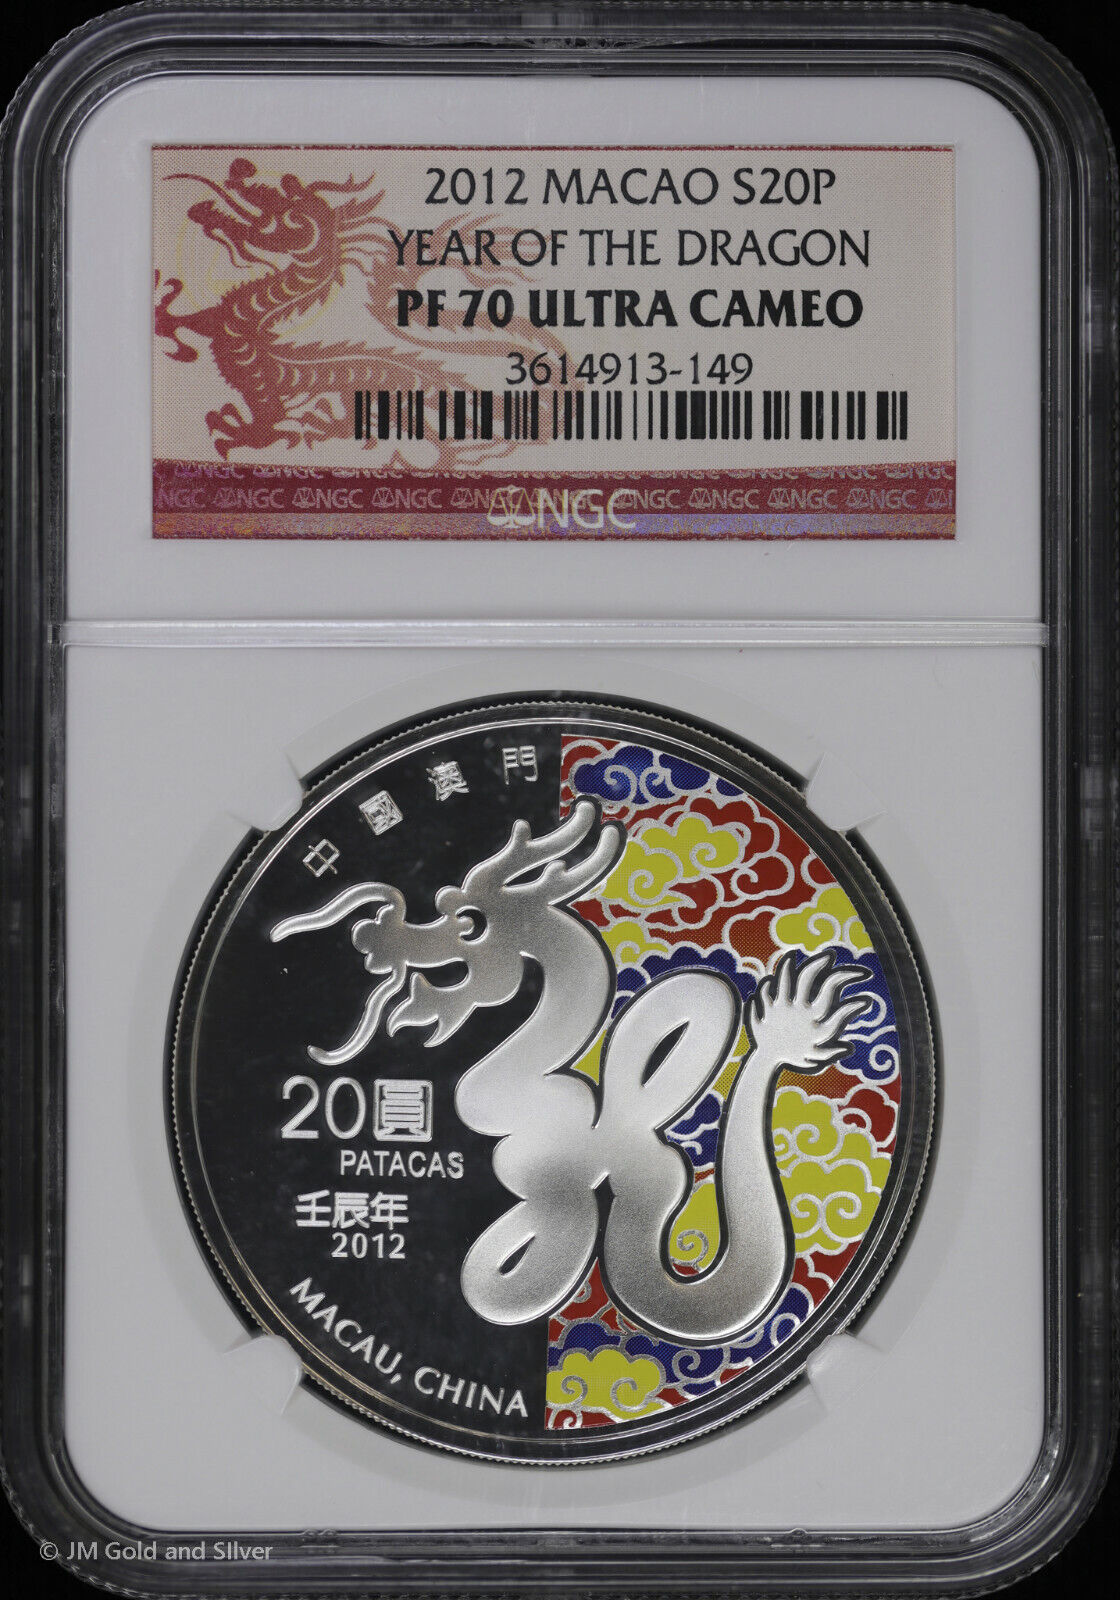 2012 MACAO S20P
YEAR OF THE DRAGON
PF 70 ULTRA CAMEO
3614913-149
NGC NGC NGC NGC NGC NGC NGC NGC NGC NGC
NGC
中國澳門
20圓
PATACAS
壬辰年
2012
MACAU, CHINA
© JM Gold and Silver